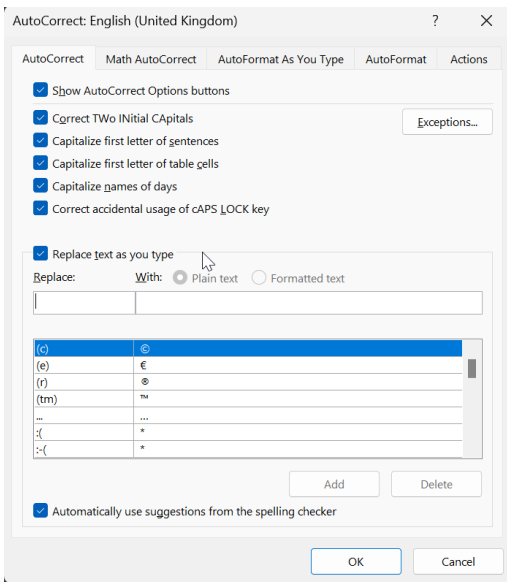 AutoCorrect: English (United Kingdom) ?
AutoCorrect Math AutoCorrect AutoFormat As You Type AutoFormat Actions
Show AutoCorrect Options buttons
Correct TWo INitial CApitals
Exceptions...
Capitalize first letter of sentences
Capitalize first letter of table cells
Capitalize names of days
Correct accidental usage of cAPS LOCK key
Replace text as you type
Replace: With: Plain text Formatted text
(c) ©
(e) €
(r) ®
(tm) ™
... …
:( *
:-( *
Add Delete
Automatically use suggestions from the spelling checker
OK Cancel